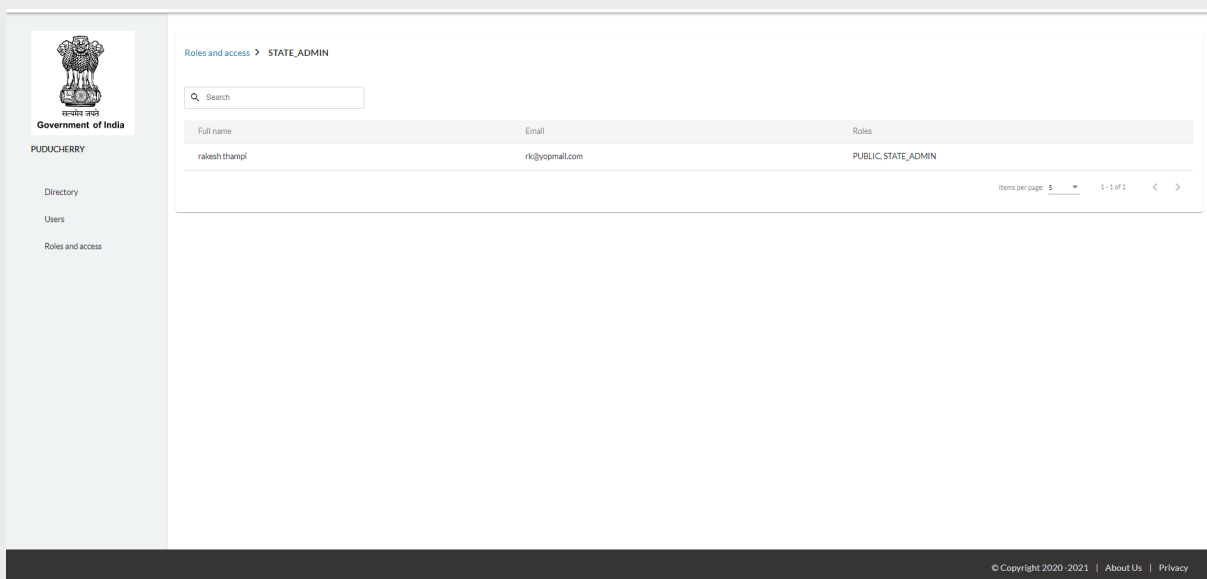 सत्यमेव जयते
Government of India
PUDUCHERRY
Directory
Users
Roles and access
Roles and access > STATE_ADMIN
Search
Full name Email Roles
rakesh thampi rk@yopmail.com PUBLIC, STATE_ADMIN
Items per page: 5 1 - 1 of 1 < >
© Copyright 2020 -2021 | About Us | Privacy